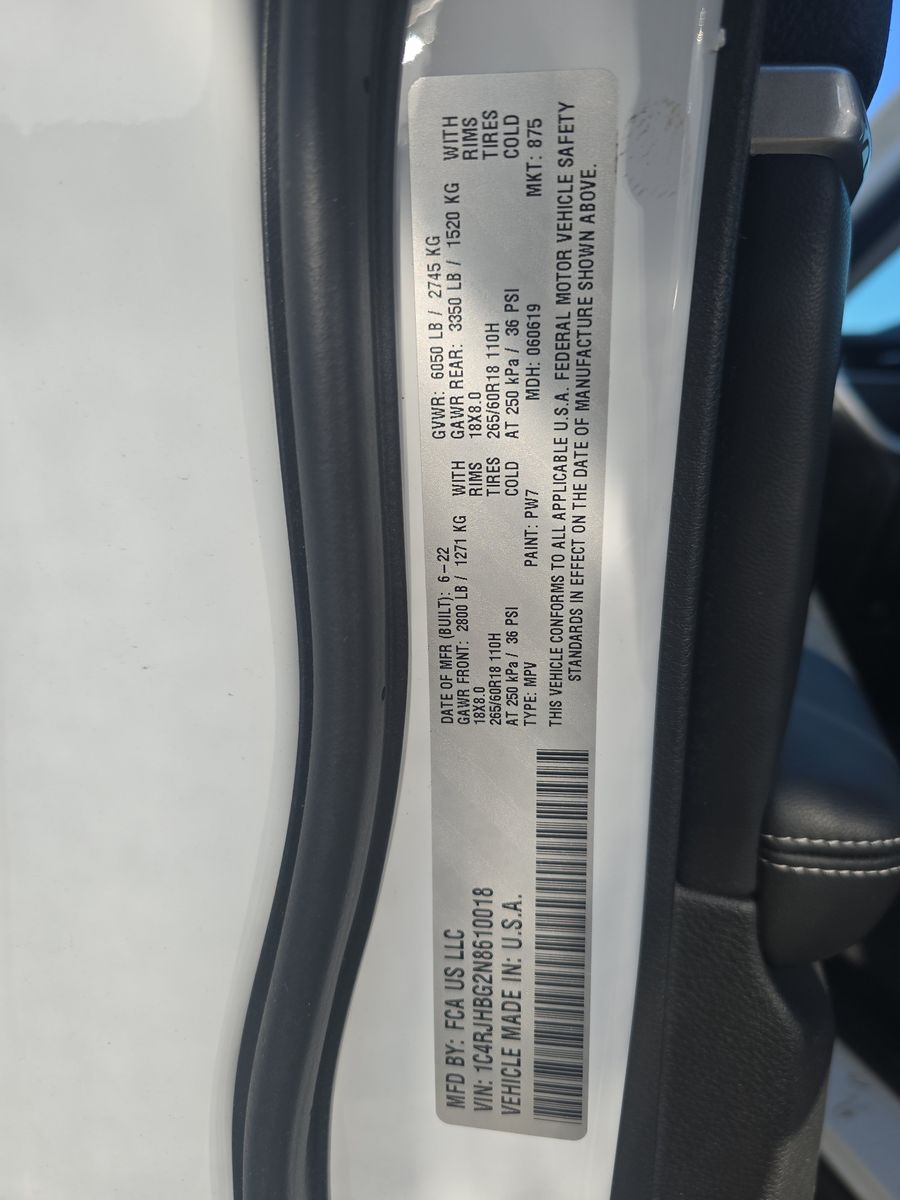 MFD BY: FCA US LLC
VIN: 1C4RJHBG2N8610018
VEHICLE MADE IN: U.S.A.
DATE OF MFR (BUILT): 6-22 GVWR: 6050 LB / 2745 KG
GAWR FRONT: 2800 LB / 1271 KG WITH GAWR REAR: 3350 LB / 1520 KG WITH
18X8.0 RIMS 18X8.0 RIMS
265/60R18 110H TIRES 265/60R18 110H TIRES
AT 250 kPa / 36 PSI COLD AT 250 kPa / 36 PSI COLD
TYPE: MPV PAINT: PW7 MDH: 060619 MKT: 875
THIS VEHICLE CONFORMS TO ALL APPLICABLE U.S.A. FEDERAL MOTOR VEHICLE SAFETY
STANDARDS IN EFFECT ON THE DATE OF MANUFACTURE SHOWN ABOVE.